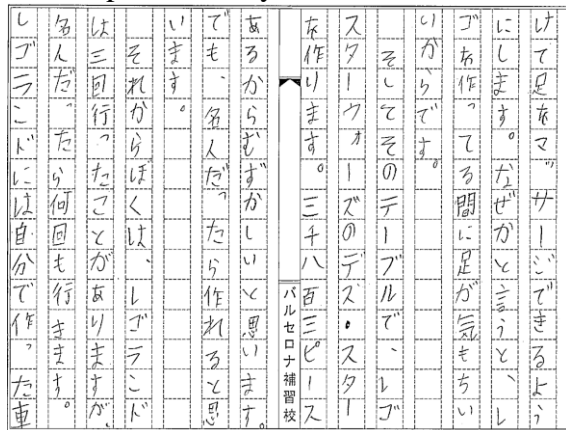 けて足をマッサージできるよう
にします。なぜかと言うと、レ
ゴを作ってる間に足が気もちい
いからです。
そしてそのテーブルで、レゴ
スターウォーズのデス・スター
を作ります。三千八百三ピース
バルセロナ補習校
あるからむずかしいと思います。
でも、名人だったら作れると思
います。
それからぼくは、レゴランド
は三回行ったことがありますが、
名人だったら何回も行きます。
レゴランドには自分で作った車